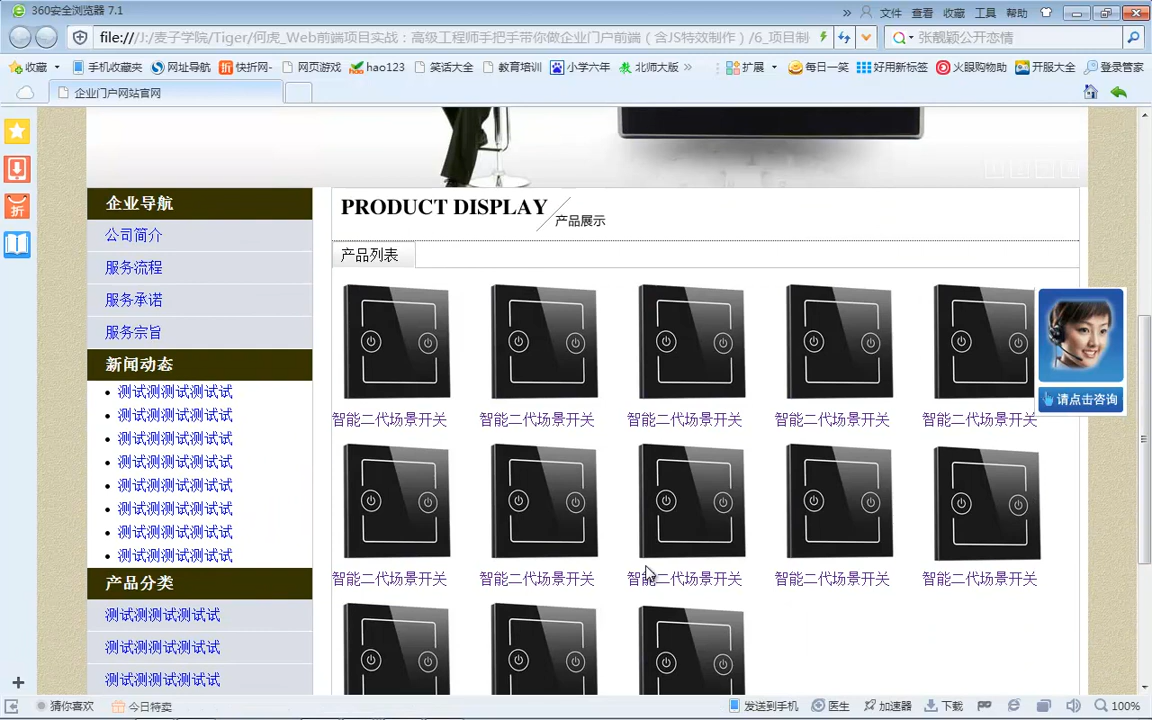 360安全浏览器 7.1
文件 查看 收藏 工具 帮助
file:///J:/麦子学院/Tiger/何虎_Web前端项目实战：高级工程师手把手带你做企业门户前端（含JS特效制作）/6_项目制
张靓颖公开恋情
收藏 手机收藏夹 网址导航 快折网- 网页游戏 hao123 笑话大全 教育培训 小学六年 北师大版 扩展 每日一笑 好用新标签 火眼购物助 开服大全 登录管家
企业门户网站官网
企业导航
公司简介
服务流程
服务承诺
服务宗旨
新闻动态
测试测测试测试试
测试测测试测试试
测试测测试测试试
测试测测试测试试
测试测测试测试试
测试测测试测试试
测试测测试测试试
测试测测试测试试
产品分类
测试测测试测试试
测试测测试测试试
测试测测试测试试
PRODUCT DISPLAY 产品展示
产品列表
智能二代场景开关 智能二代场景开关 智能二代场景开关 智能二代场景开关 智能二代场景开关
智能二代场景开关 智能二代场景开关 智能二代场景开关 智能二代场景开关 智能二代场景开关
请点击咨询
折
猜你喜欢 今日特卖 发送到手机 医生 加速器 下载 100%